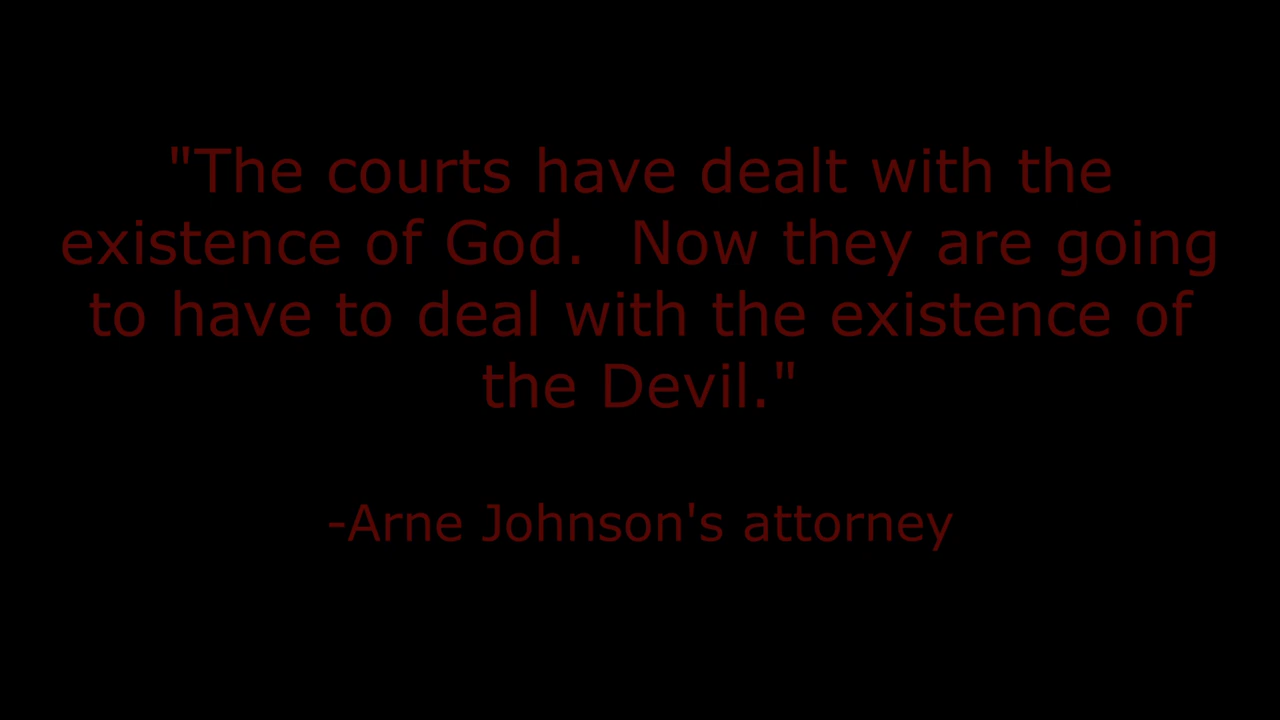 "The courts have dealt with the
existence of God.  Now they are going
to have to deal with the existence of
the Devil."
-Arne Johnson's attorney